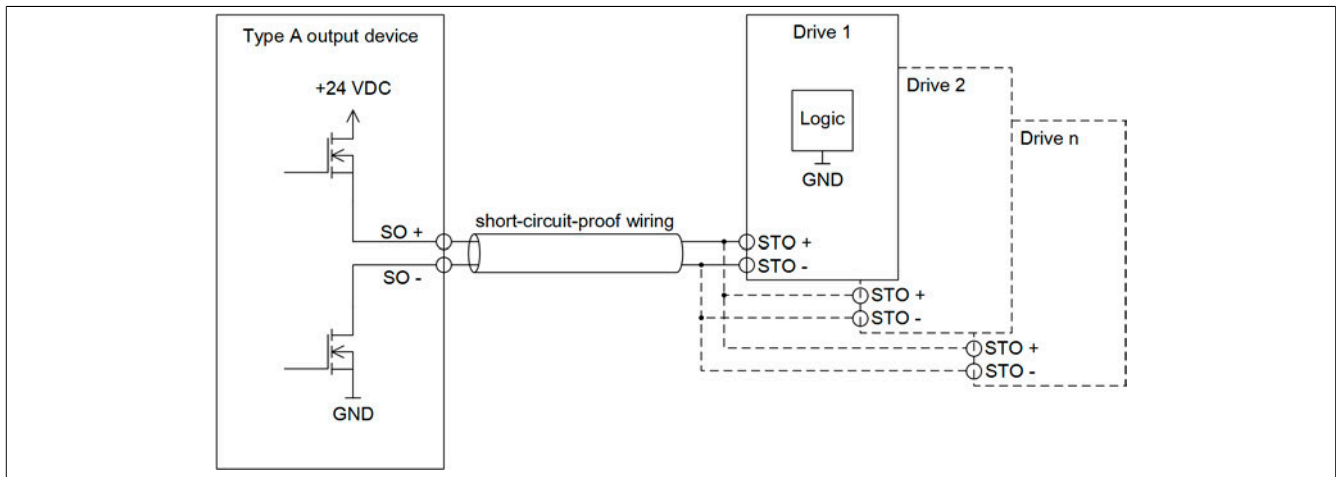 Type A output device
+24 VDC
SO +
SO -
GND
short-circuit-proof wiring
Drive 1
Logic
GND
STO +
STO -
Drive 2
STO +
STO -
Drive n
STO +
STO -